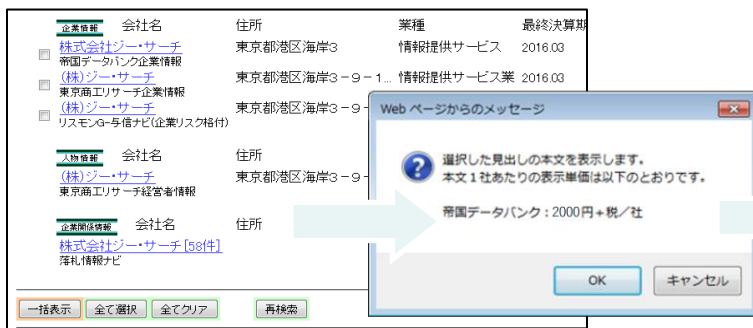 企業情報 会社名 住所 業種 最終決算期
株式会社ジー・サーチ 東京都港区海岸3 情報提供サービス 2016.03
帝国データバンク企業情報
(株)ジー・サーチ 東京都港区海岸3-9-1... 情報提供サービス業 2016.03
東京商工リサーチ企業情報
(株)ジー・サーチ 東京都港区海岸3-9-
リスモンG-与信ナビ(企業リスク格付)
人物情報 会社名 住所
(株)ジー・サーチ 東京都港区海岸3-9-
東京商工リサーチ経営者情報
企業関係情報 会社名 住所
株式会社ジー・サーチ [58件]
落札情報ナビ
一括表示 全て選択 全てクリア 再検索
Web ページからのメッセージ
選択した見出しの本文を表示します。
本文1社あたりの表示単価は以下のとおりです。
帝国データバンク:2000円+税/社
OK キャンセル